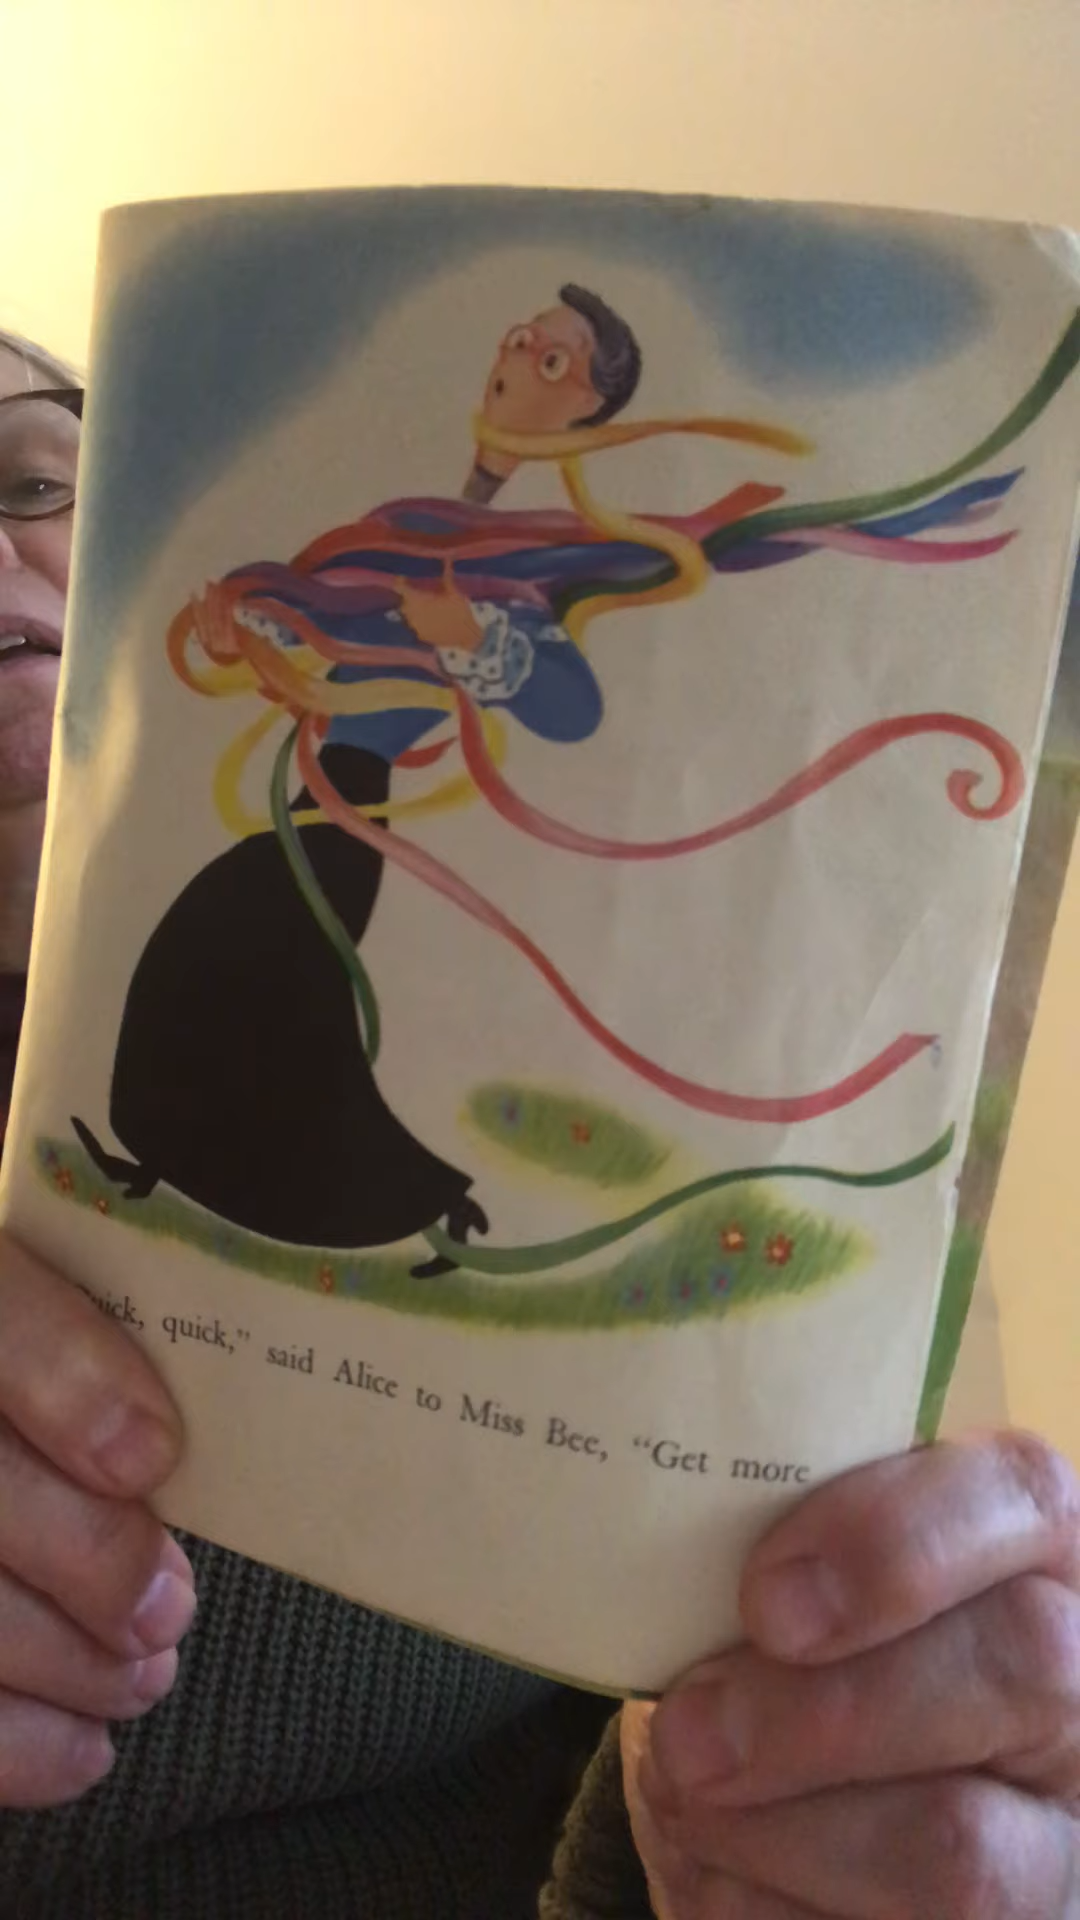 quick,” said Alice to Miss Bee, “Get more